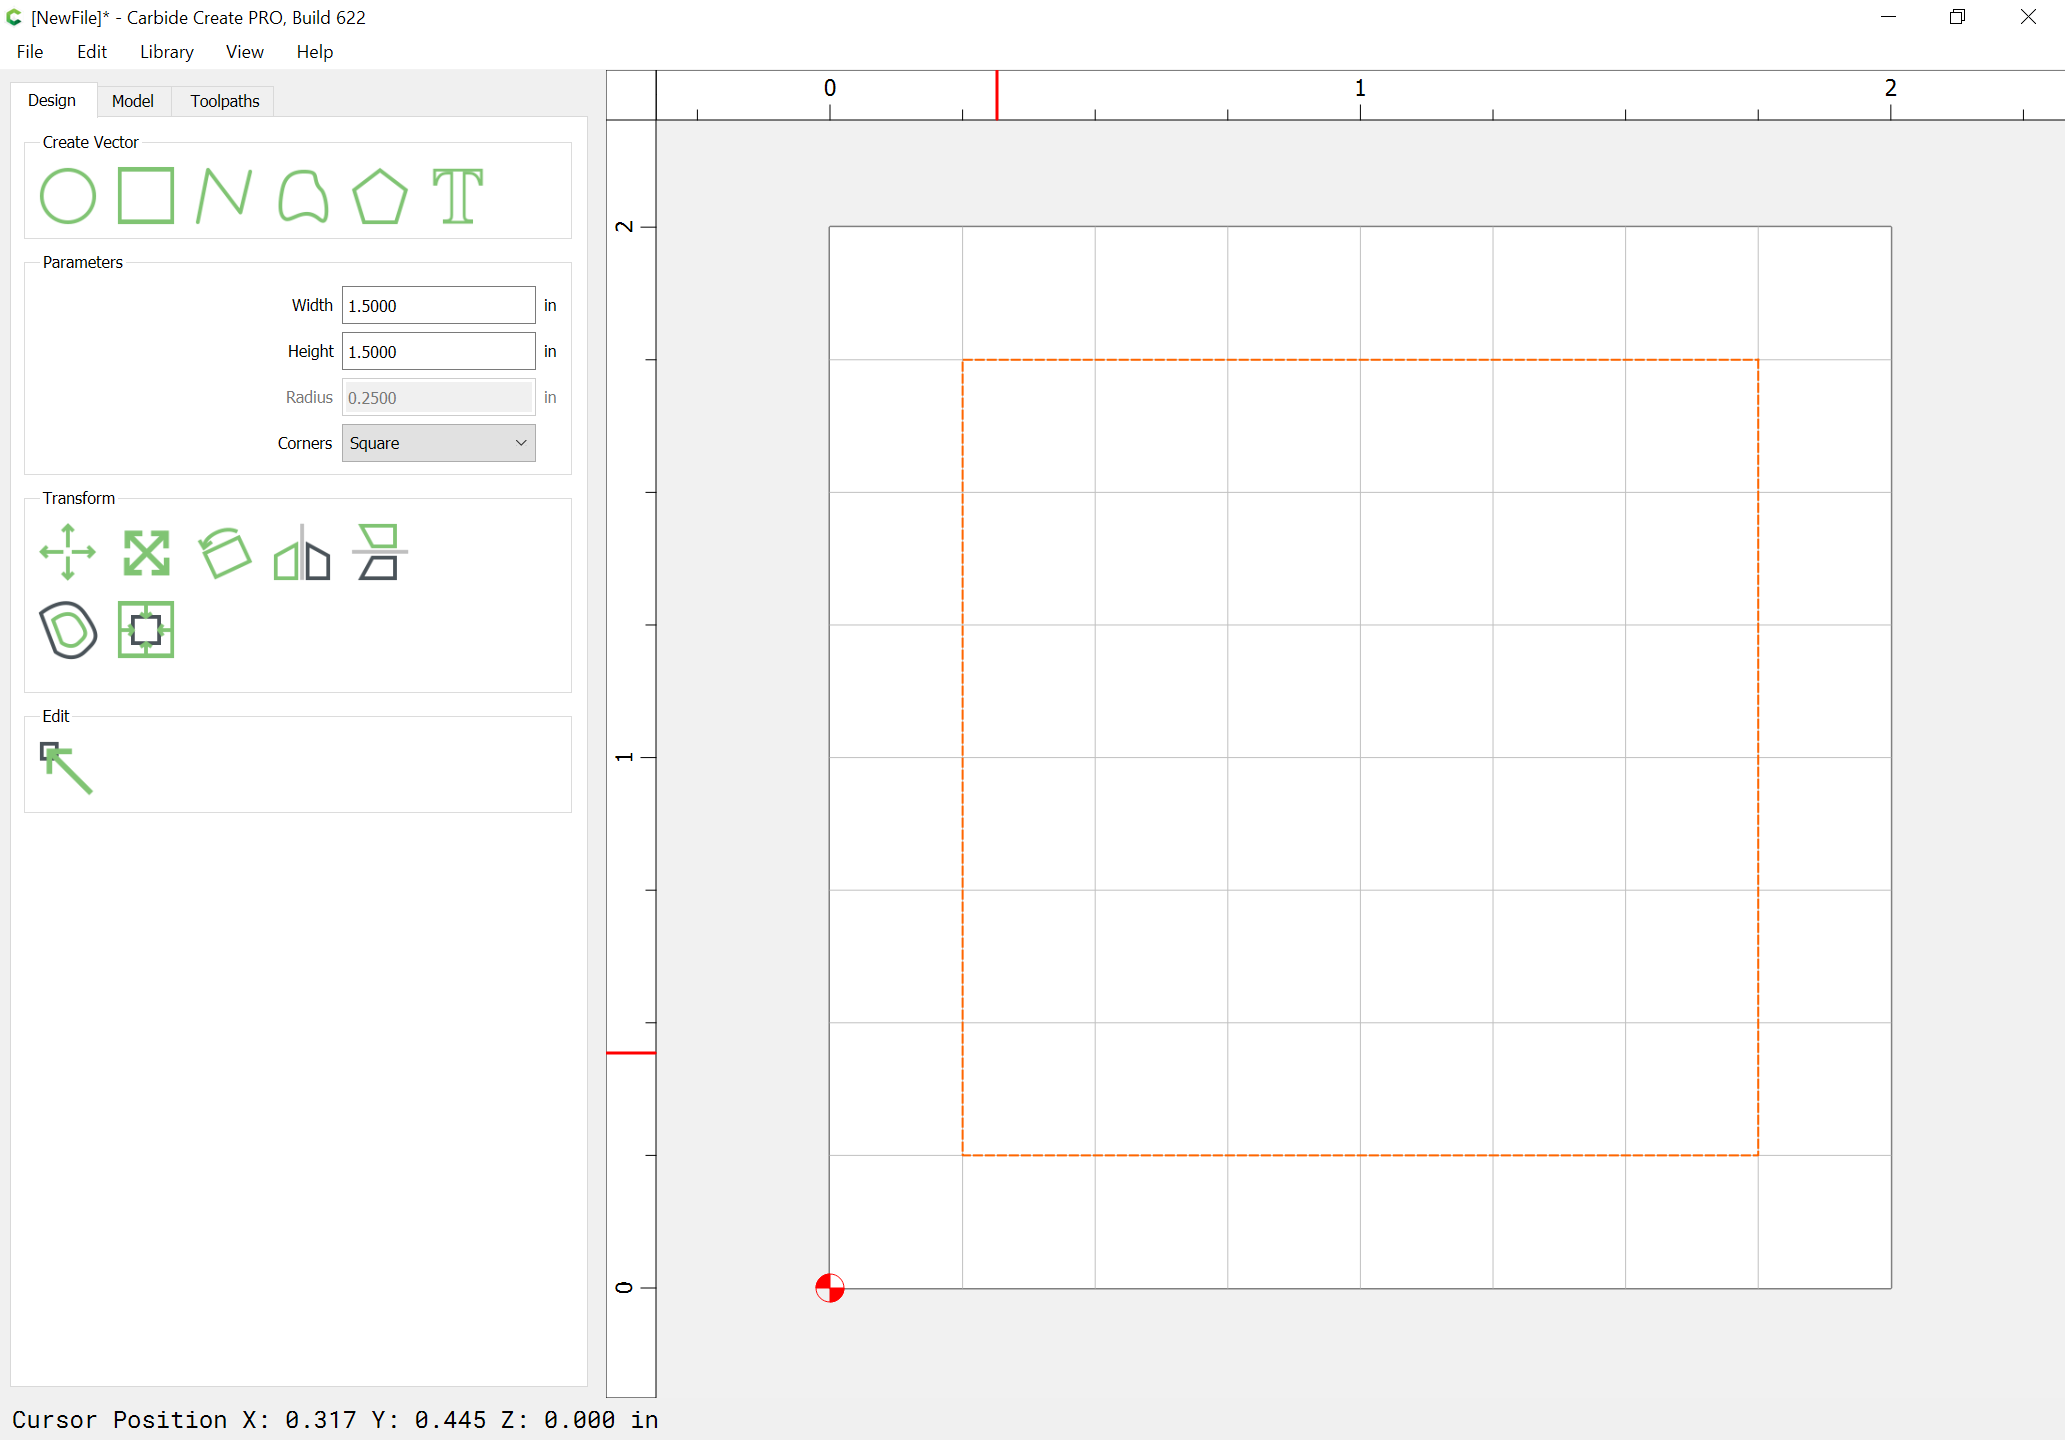 [NewFile]* - Carbide Create PRO, Build 622
File Edit Library View Help
Design Model Toolpaths
Create Vector
Parameters
Width 1.5000 in
Height 1.5000 in
Radius 0.2500 in
Corners Square
Transform
Edit
0 1 2
2
1
0
Cursor Position X: 0.317 Y: 0.445 Z: 0.000 in